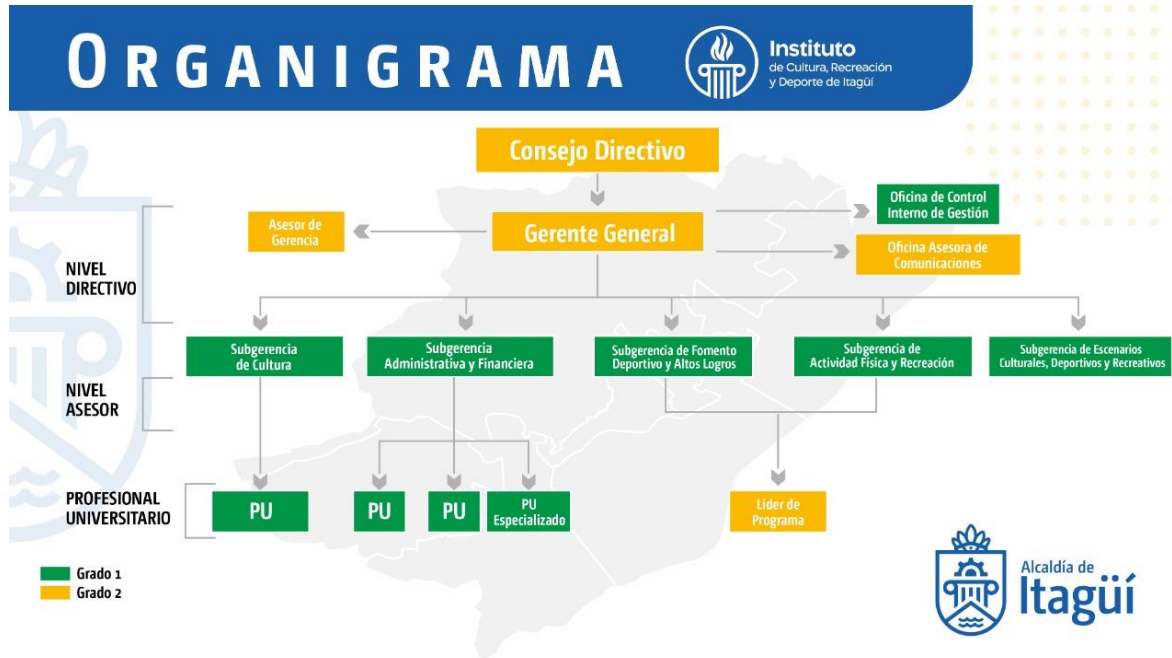 ORGANIGRAMA
Instituto
de Cultura, Recreación
y Deporte de Itagüí
Consejo Directivo
Oficina de Control
Interno de Gestión
Asesor de
Gerencia
Gerente General
Oficina Asesora de
Comunicaciones
NIVEL
DIRECTIVO
Subgerencia
de Cultura
Subgerencia
Administrativa y Financiera
Subgerencia de Fomento
Deportivo y Altos Logros
Subgerencia de
Actividad Física y Recreación
Subgerencia de Escenarios
Culturales, Deportivos y Recreativos
NIVEL
ASESOR
PROFESIONAL
UNIVERSITARIO
PU
PU
PU
PU
Especializado
Lider de
Programa
Grado 1
Grado 2
Alcaldía de
Itagüí